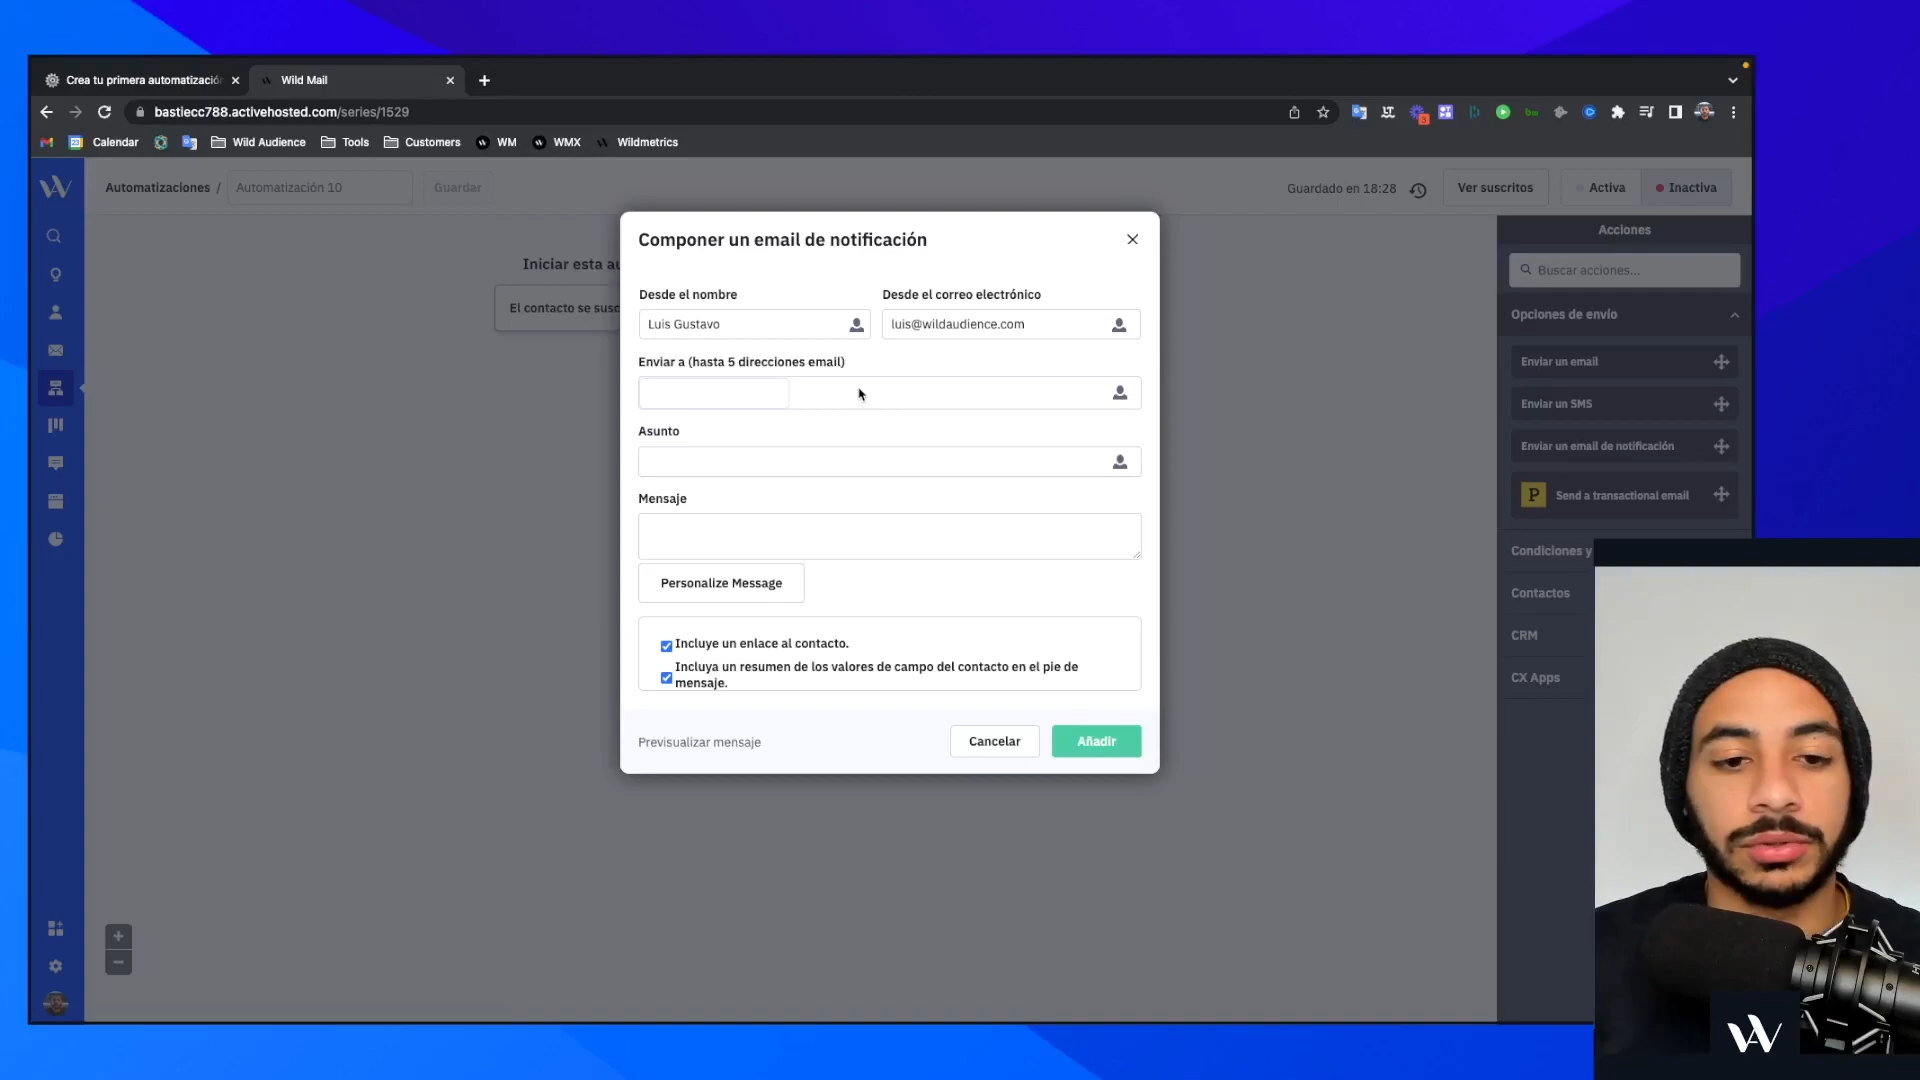 Crea tu primera automatizació
Wild Mail
bastiecc788.activehosted.com/series/1529
Calendar
Wild Audience
Tools
Customers
WM
WMX
Wildmetrics
Automatizaciones /
Automatización 10
Guardar
Guardado en 18:28
Ver suscritos
Activa
Inactiva
Iniciar esta au
El contacto se susc
Componer un email de notificación
Desde el nombre
Desde el correo electrónico
Luis Gustavo
luis@wildaudience.com
Enviar a (hasta 5 direcciones email)
Asunto
Mensaje
Personalize Message
Incluye un enlace al contacto.
Incluya un resumen de los valores de campo del contacto en el pie de
mensaje.
Previsualizar mensaje
Cancelar
Añadir
Acciones
Buscar acciones...
Opciones de envío
Enviar un email
Enviar un SMS
Enviar un email de notificación
P
Send a transactional email
Condiciones y
Contactos
CRM
CX Apps